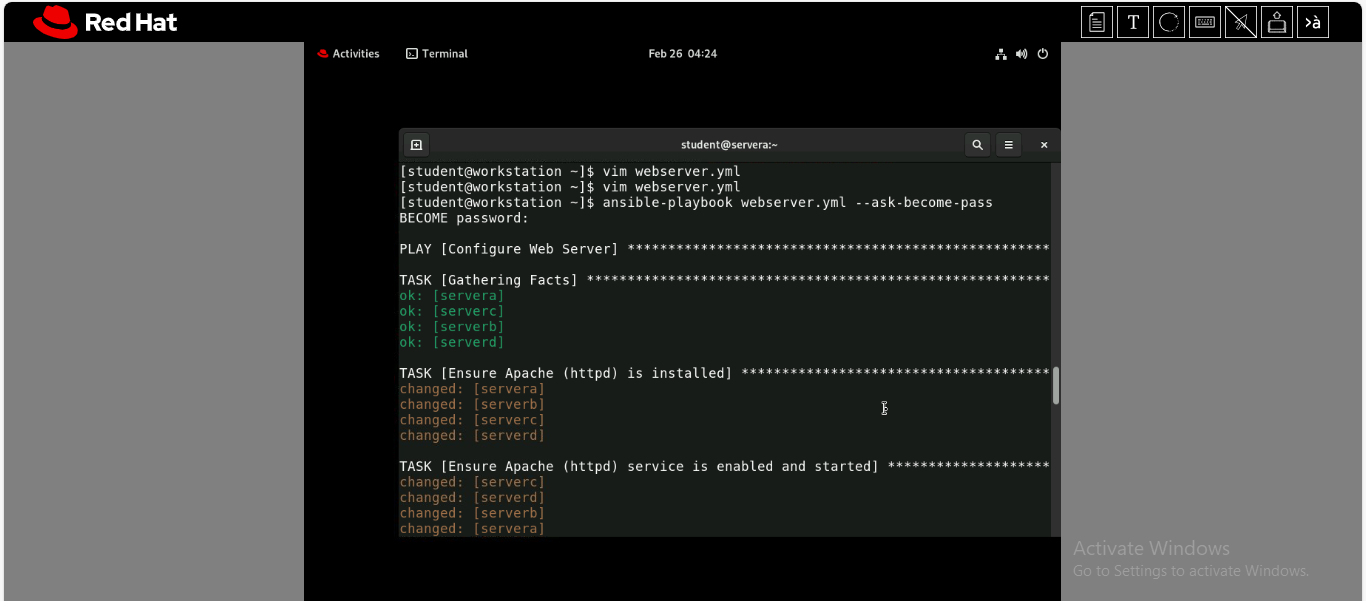 Red Hat
T
>à
Activities
Terminal
Feb 26 04:24
student@servera:~
[student@workstation ~]$ vim webserver.yml
[student@workstation ~]$ vim webserver.yml
[student@workstation ~]$ ansible-playbook webserver.yml --ask-become-pass
BECOME password:
PLAY [Configure Web Server] ****************************************************
TASK [Gathering Facts] *********************************************************
ok: [servera]
ok: [serverc]
ok: [serverb]
ok: [serverd]
TASK [Ensure Apache (httpd) is installed] **************************************
changed: [servera]
changed: [serverb]
changed: [serverc]
changed: [serverd]
TASK [Ensure Apache (httpd) service is enabled and started] ********************
changed: [serverc]
changed: [serverd]
changed: [serverb]
changed: [servera]
Activate Windows
Go to Settings to activate Windows.